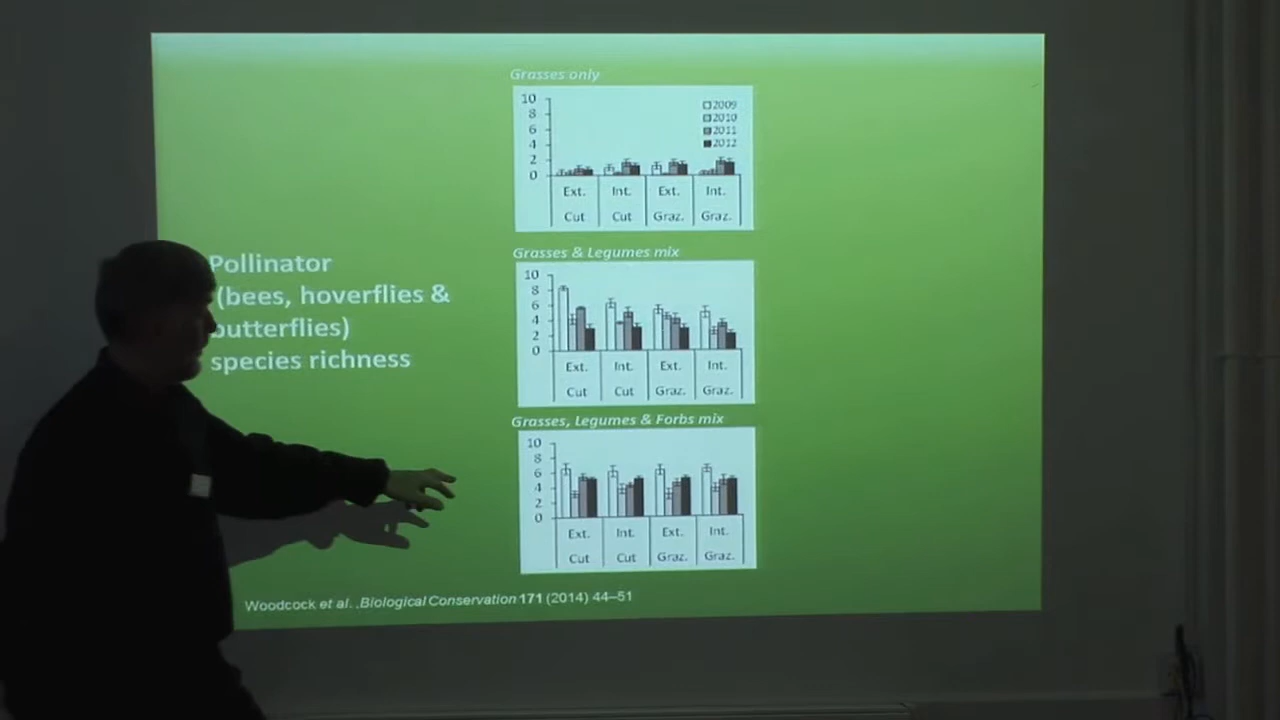 Grasses only
10
8
6
4
2
0
2009
2010
2011
2012
Ext. Int. Ext. Int.
Cut Cut Graz. Graz.
Pollinator
(bees, hoverflies &
butterflies)
species richness
Grasses & Legumes mix
10
8
6
4
2
0
Ext. Int. Ext. Int.
Cut Cut Graz. Graz.
Grasses, Legumes & Forbs mix
10
8
6
4
2
0
Ext. Int. Ext. Int.
Cut Cut Graz. Graz.
Woodcock et al. ,Biological Conservation 171 (2014) 44–51